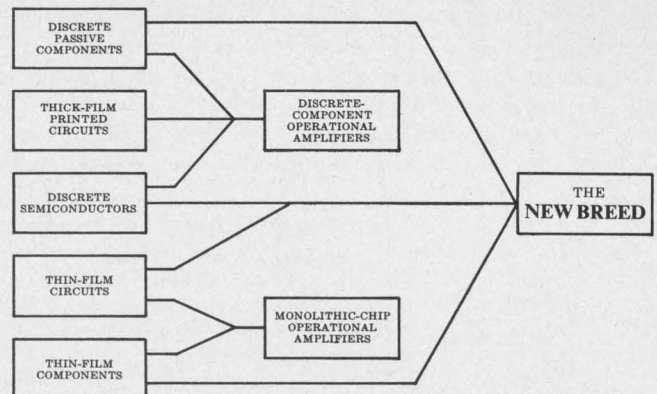 DISCRETE
PASSIVE
COMPONENTS
THICK-FILM
PRINTED
CIRCUITS
DISCRETE-
COMPONENT
OPERATIONAL
AMPLIFIERS
DISCRETE
SEMICONDUCTORS
THE
NEW BREED
THIN-FILM
CIRCUITS
MONOLITHIC-CHIP
OPERATIONAL
AMPLIFIERS
THIN-FILM
COMPONENTS